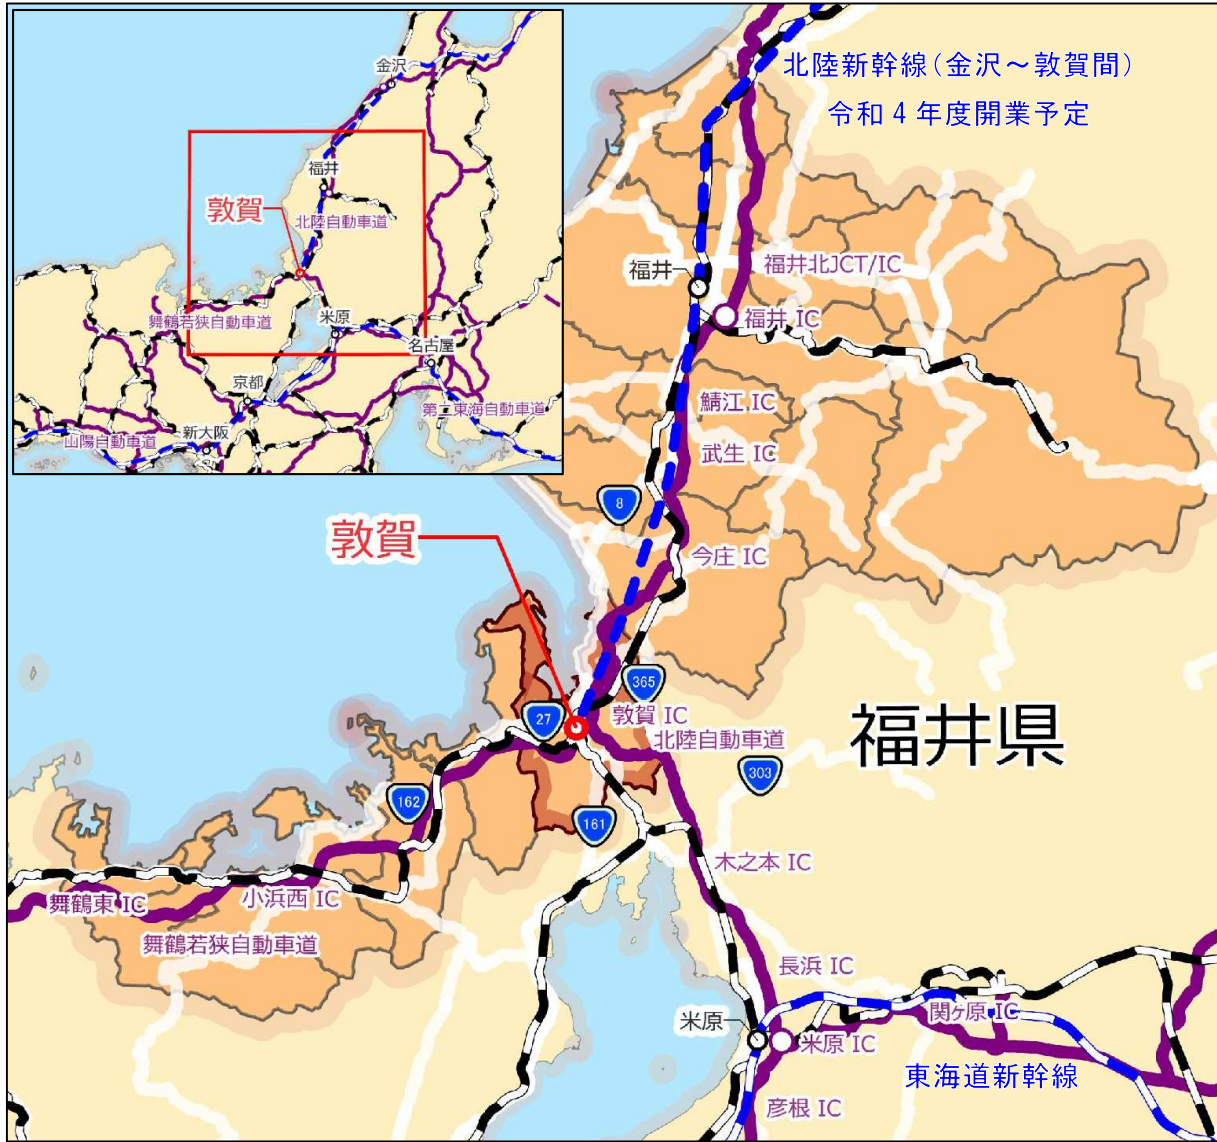 金沢
福井
敦賀
北陸自動車道
舞鶴若狭自動車道
米原
名古屋
京都
第二東海自動車道
新大阪
山陽自動車道
北陸新幹線(金沢～敦賀間)
令和4年度開業予定
福井
福井北JCT/IC
福井 IC
鯖江 IC
武生 IC
8
敦賀
今庄 IC
365
27
敦賀 IC
北陸自動車道
福井県
303
162
161
木之本 IC
舞鶴東 IC
小浜西 IC
舞鶴若狭自動車道
長浜 IC
関ヶ原 IC
米原
米原 IC
東海道新幹線
彦根 IC